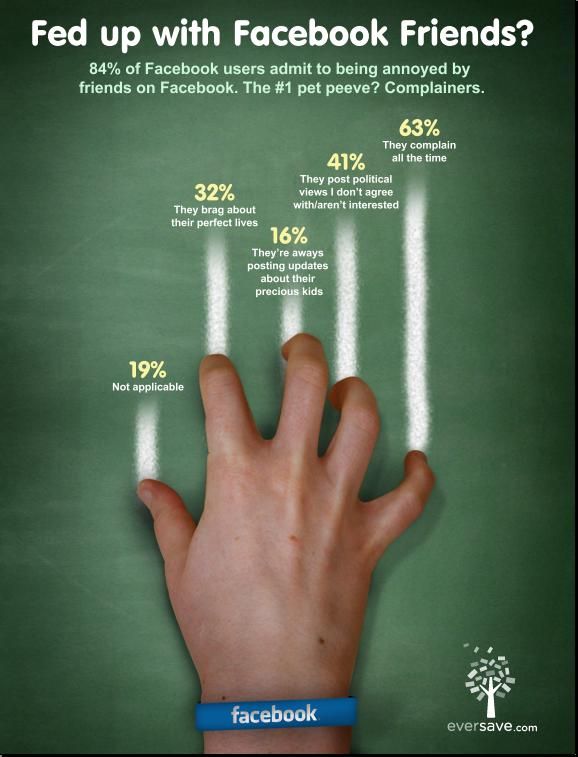 Fed up with Facebook Friends?
84% of Facebook users admit to being annoyed by
friends on Facebook. The #1 pet peeve? Complainers.
63%
They complain
all the time
41%
They post political
views I don't agree
with/aren't interested
32%
They brag about
their perfect lives
16%
They're aways
posting updates
about their
precious kids
19%
Not applicable
facebook
eversave.com